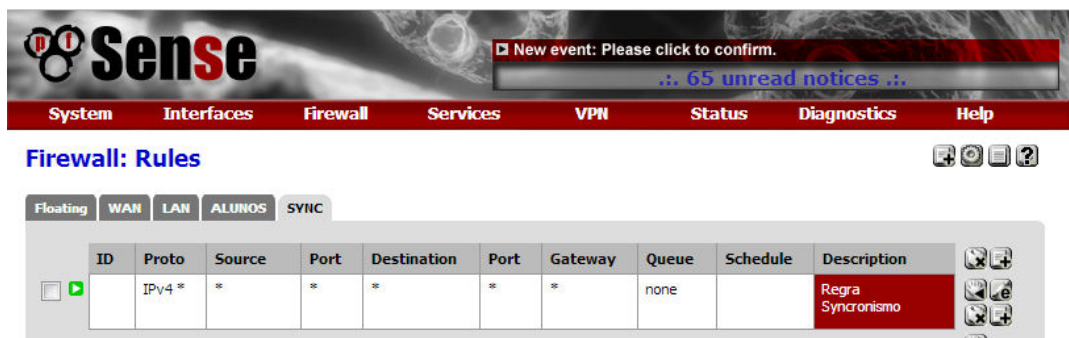 pf Sense
New event: Please click to confirm.
.:. 65 unread notices .:.
System Interfaces Firewall Services VPN Status Diagnostics Help
Firewall: Rules
Floating WAN LAN ALUNOS SYNC
ID Proto Source Port Destination Port Gateway Queue Schedule Description
IPv4 * * * * * * none Regra
Syncronismo